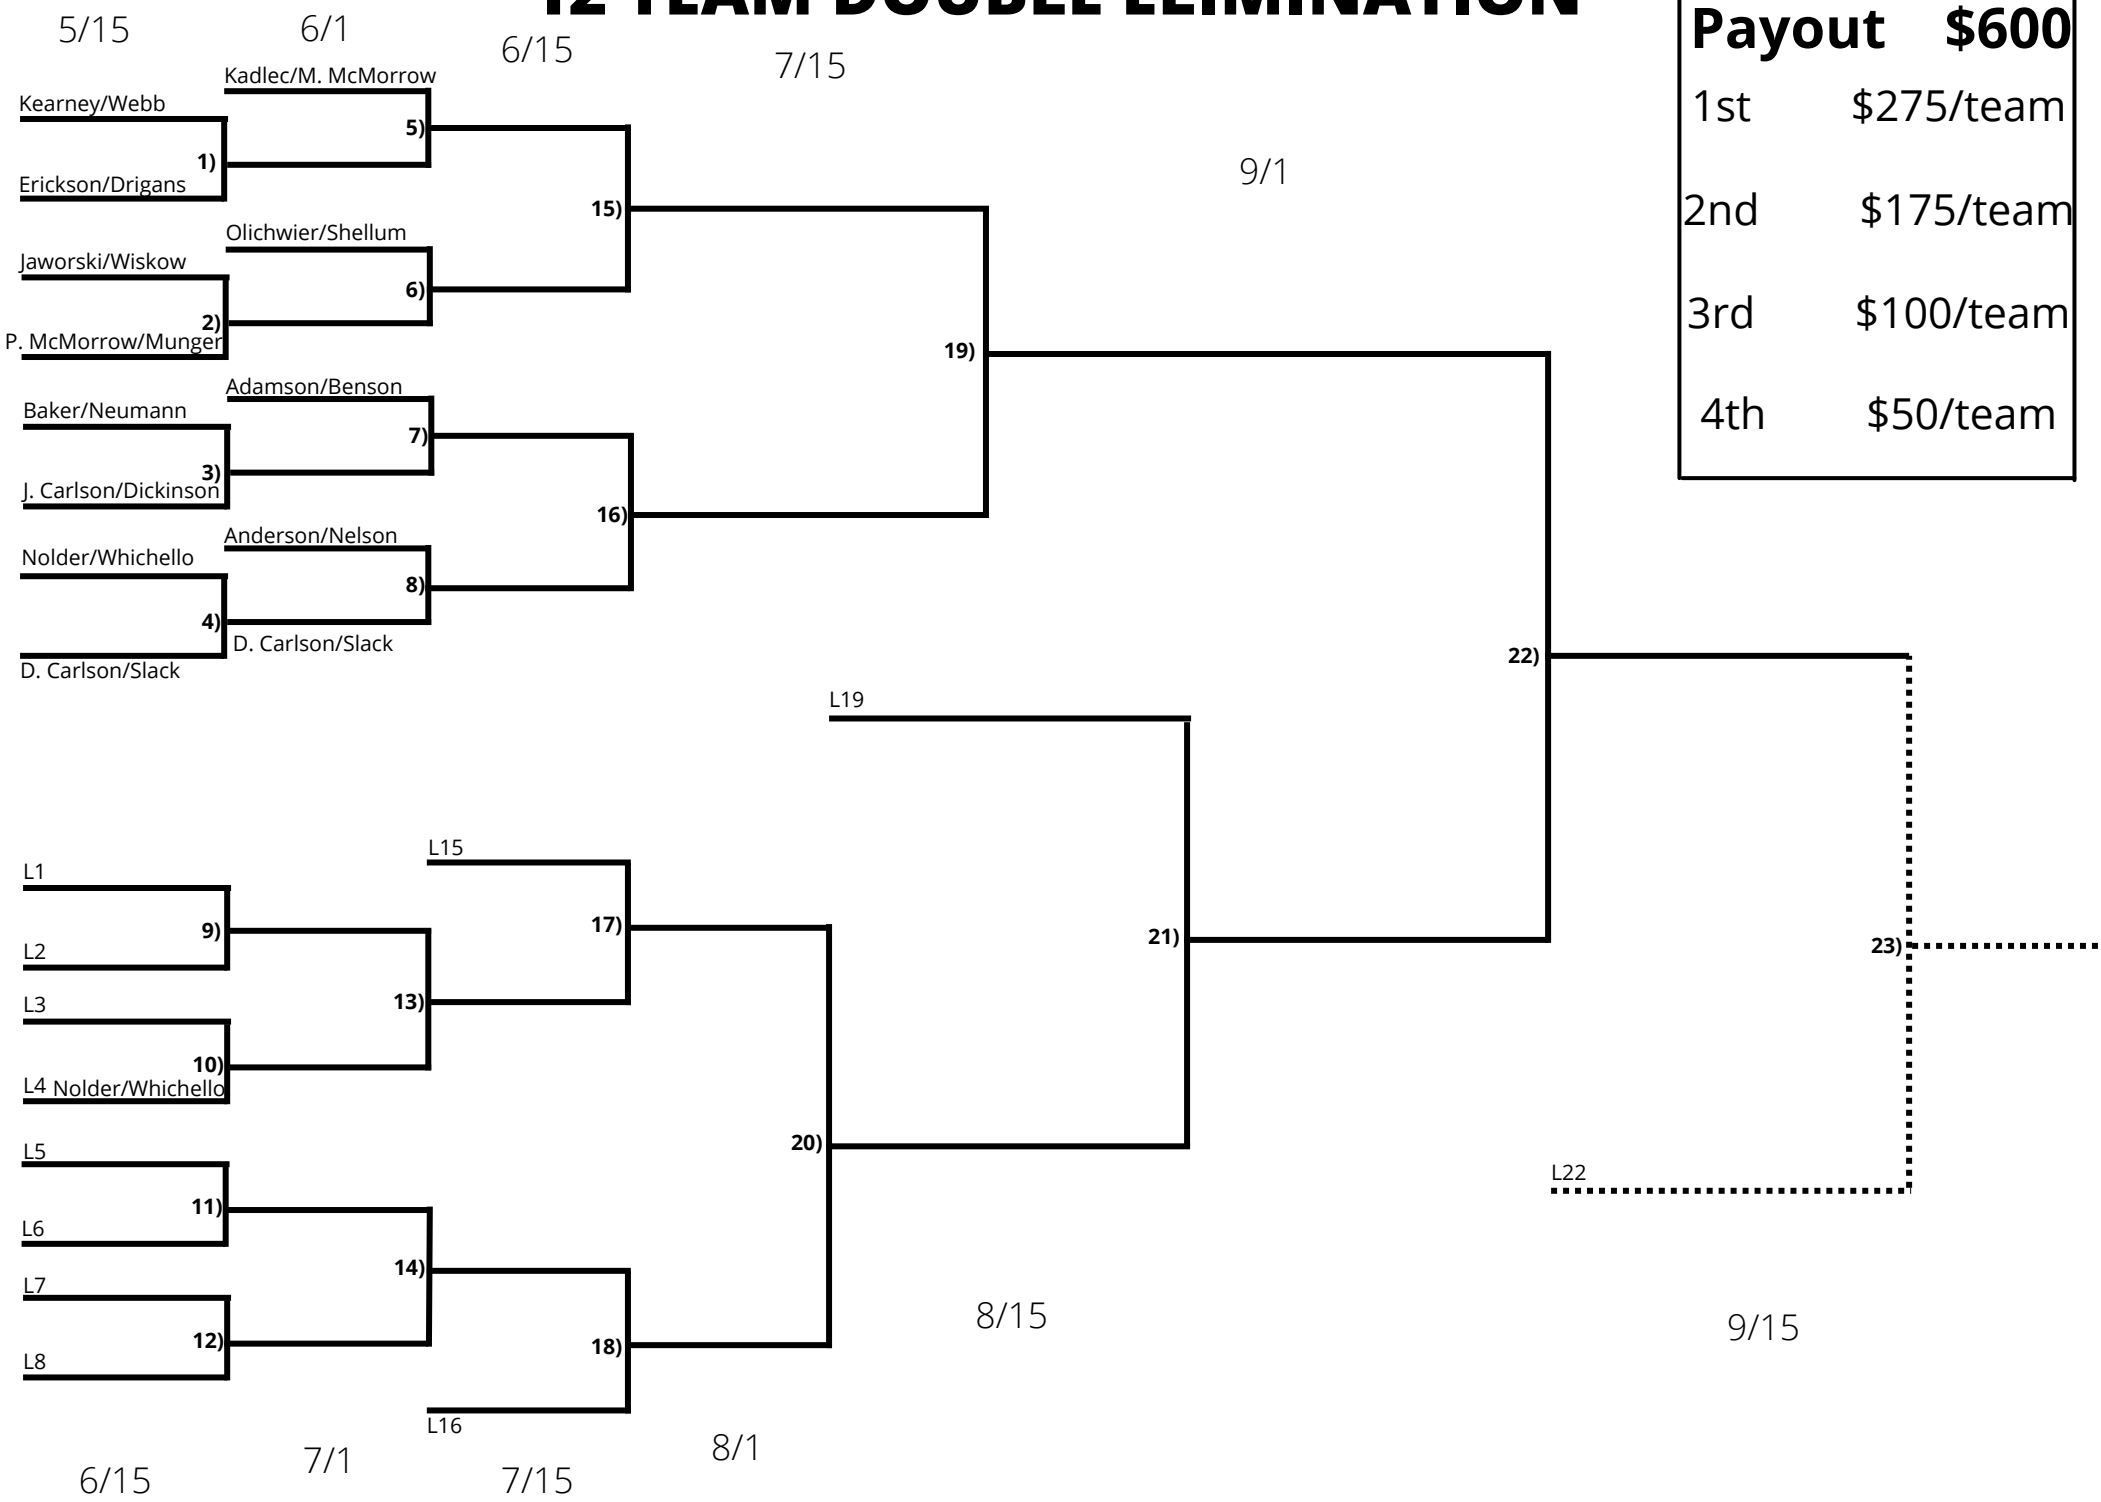 12 TEAM DOUBLE ELIMINATION
5/15
6/1
6/15
7/15
9/1
Payout $600
1st $275/team
2nd $175/team
3rd $100/team
4th $50/team
Kadlec/M. McMorrow
Kearney/Webb
5)
1)
Erickson/Drigans
15)
Olichwier/Shellum
Jaworski/Wiskow
6)
2)
P. McMorrow/Munger
19)
Adamson/Benson
Baker/Neumann
7)
3)
J. Carlson/Dickinson
16)
Anderson/Nelson
Nolder/Whichello
8)
4)
D. Carlson/Slack
D. Carlson/Slack
22)
L19
L15
L1
9)
17)
L2
21)
23)
L3
13)
10)
L4 Nolder/Whichello
20)
L5
11)
L6
L22
14)
L7
12)
18)
L8
L16
8/15
9/15
6/15
7/1
7/15
8/1